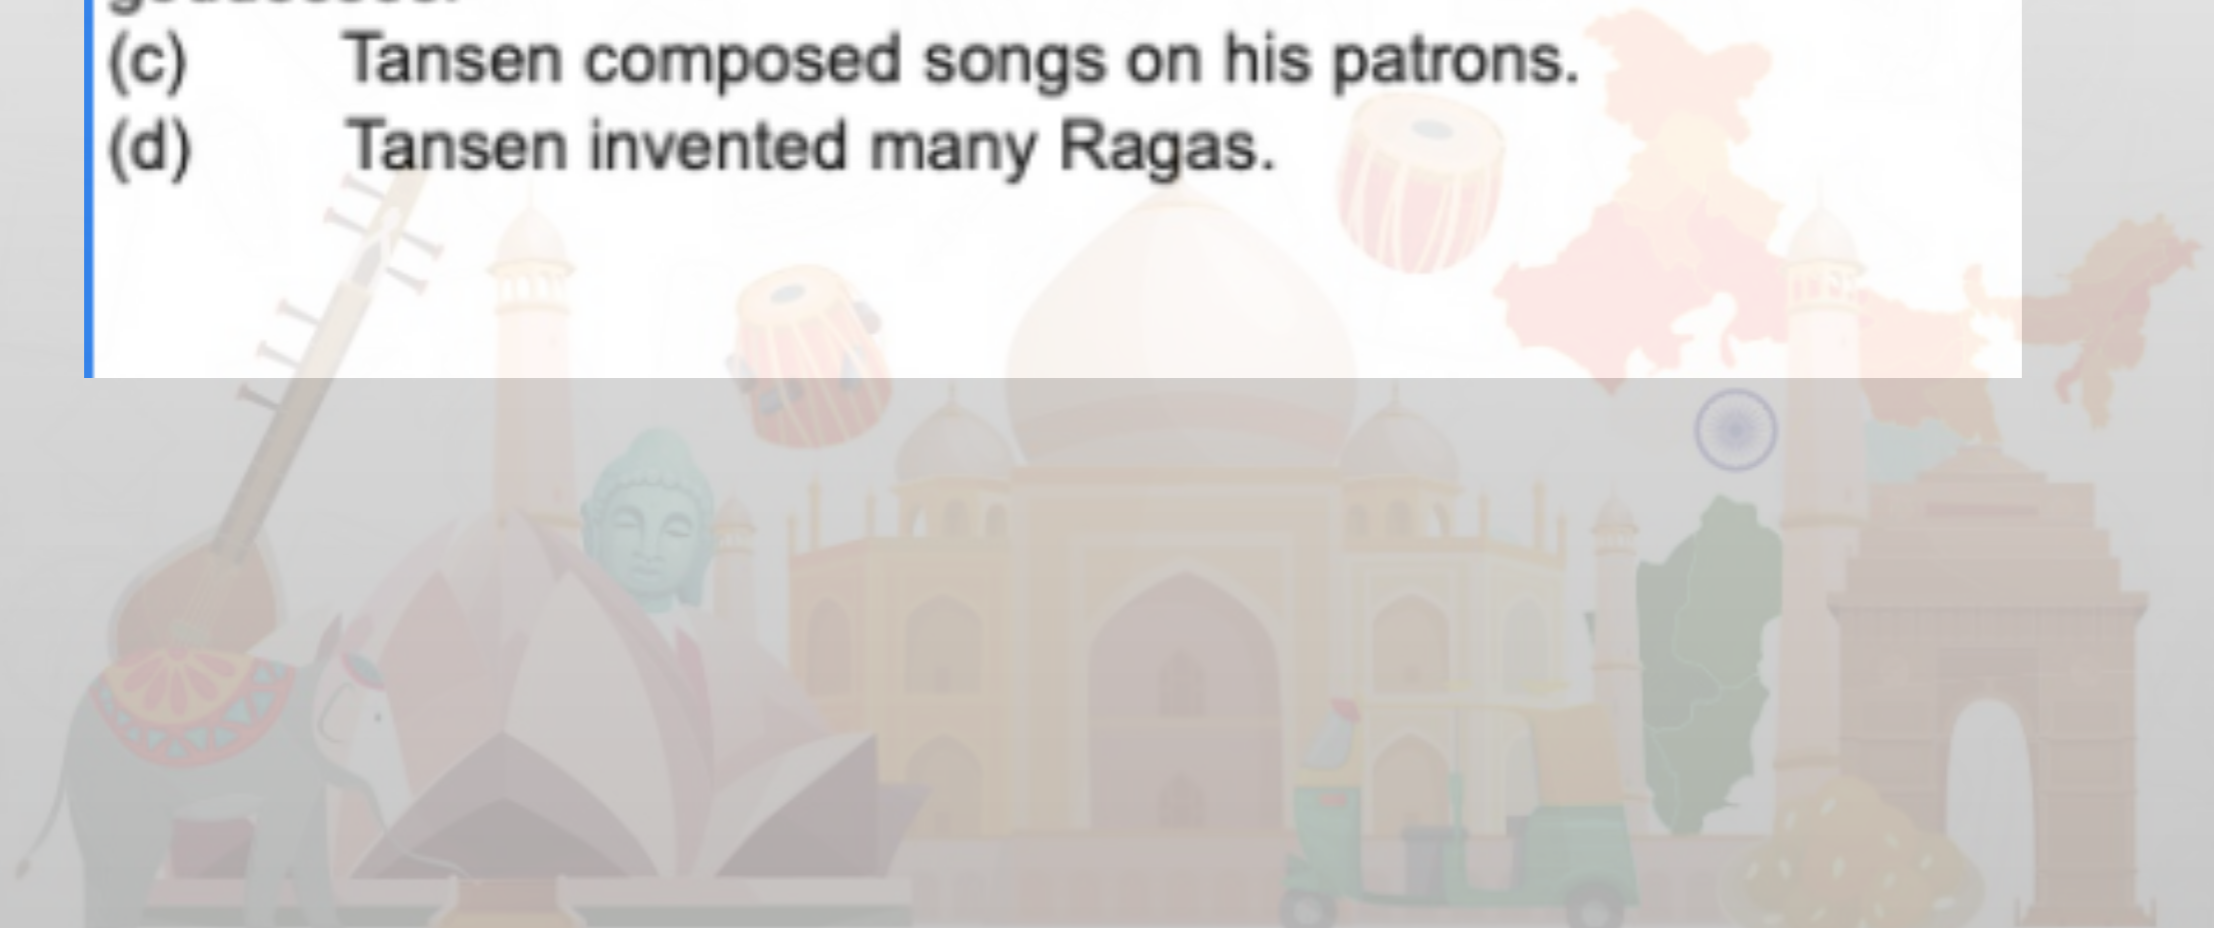 (c) Tansen composed songs on his patrons.
(d) Tansen invented many Ragas.